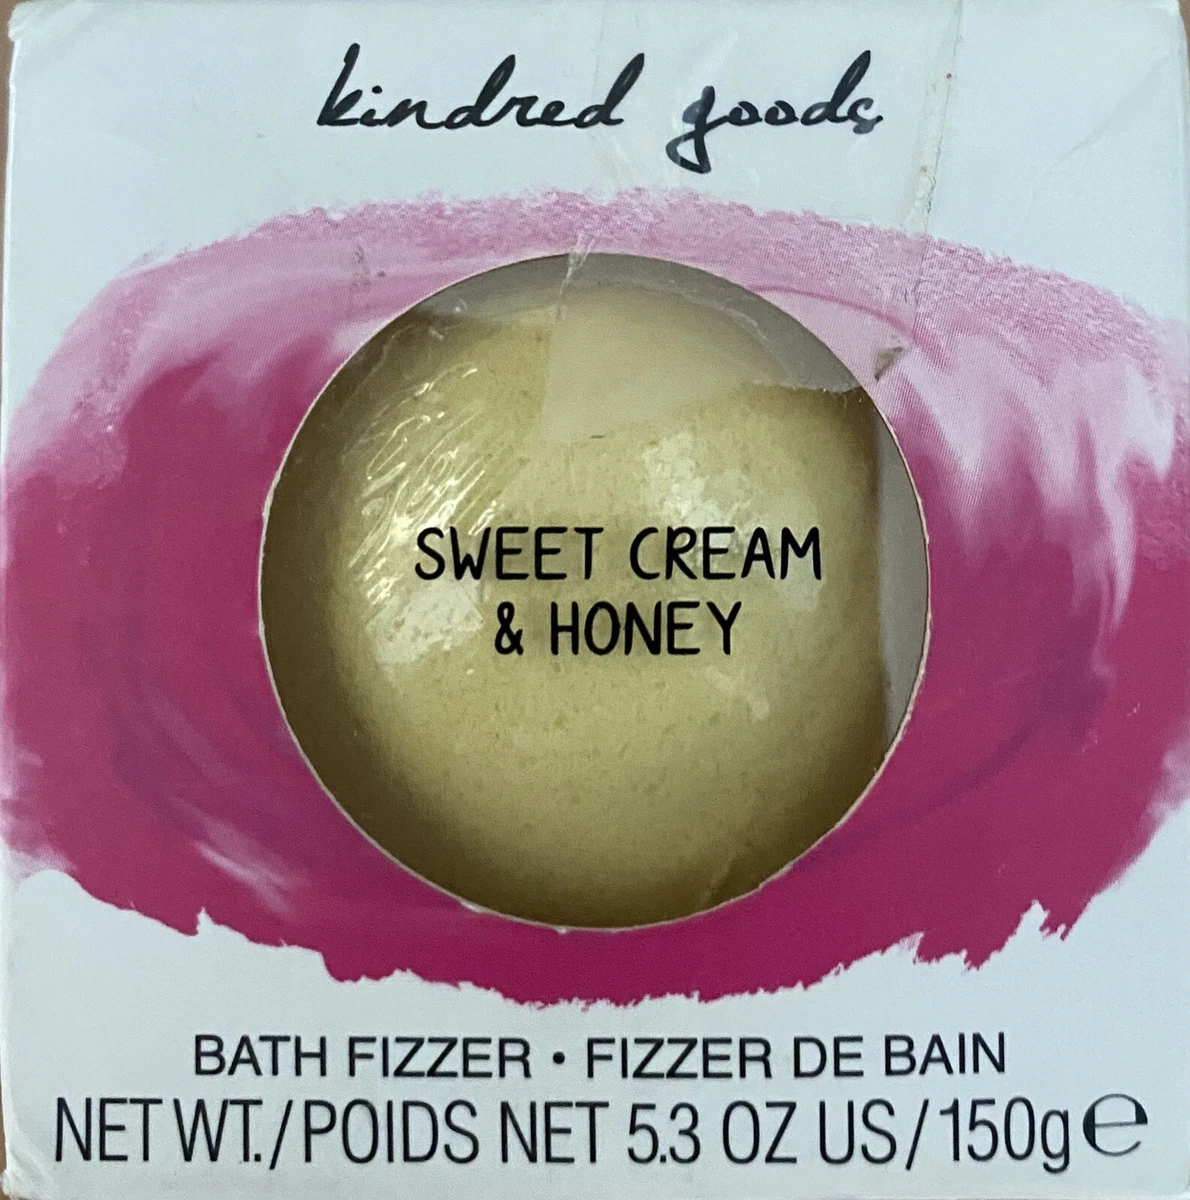 kindred goods
SWEET CREAM
& HONEY
BATH FIZZER • FIZZER DE BAIN
NET WT./POIDS NET 5.3 OZ US/150g ℮